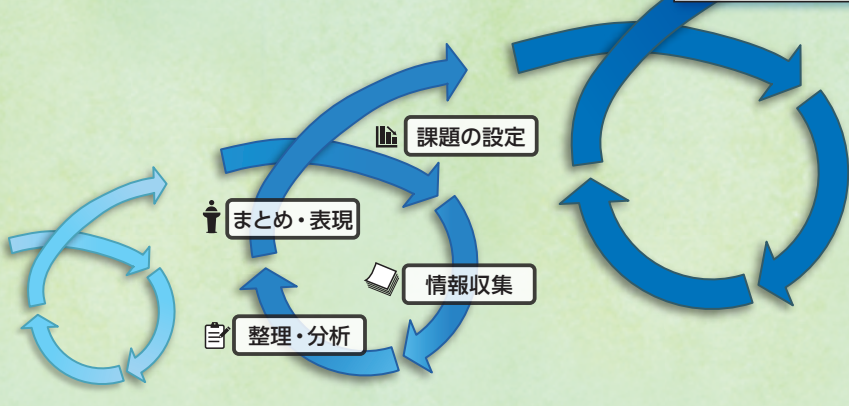 課題の設定
まとめ・表現
情報収集
整理・分析